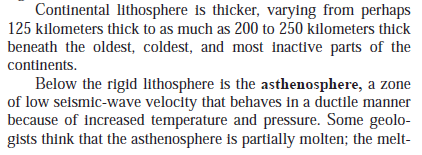 Continental lithosphere is thicker, varying from perhaps
125 kilometers thick to as much as 200 to 250 kilometers thick
beneath the oldest, coldest, and most inactive parts of the
continents.
Below the rigid lithosphere is the asthenosphere, a zone
of low seismic-wave velocity that behaves in a ductile manner
because of increased temperature and pressure. Some geolo-
gists think that the asthenosphere is partially molten; the melt-